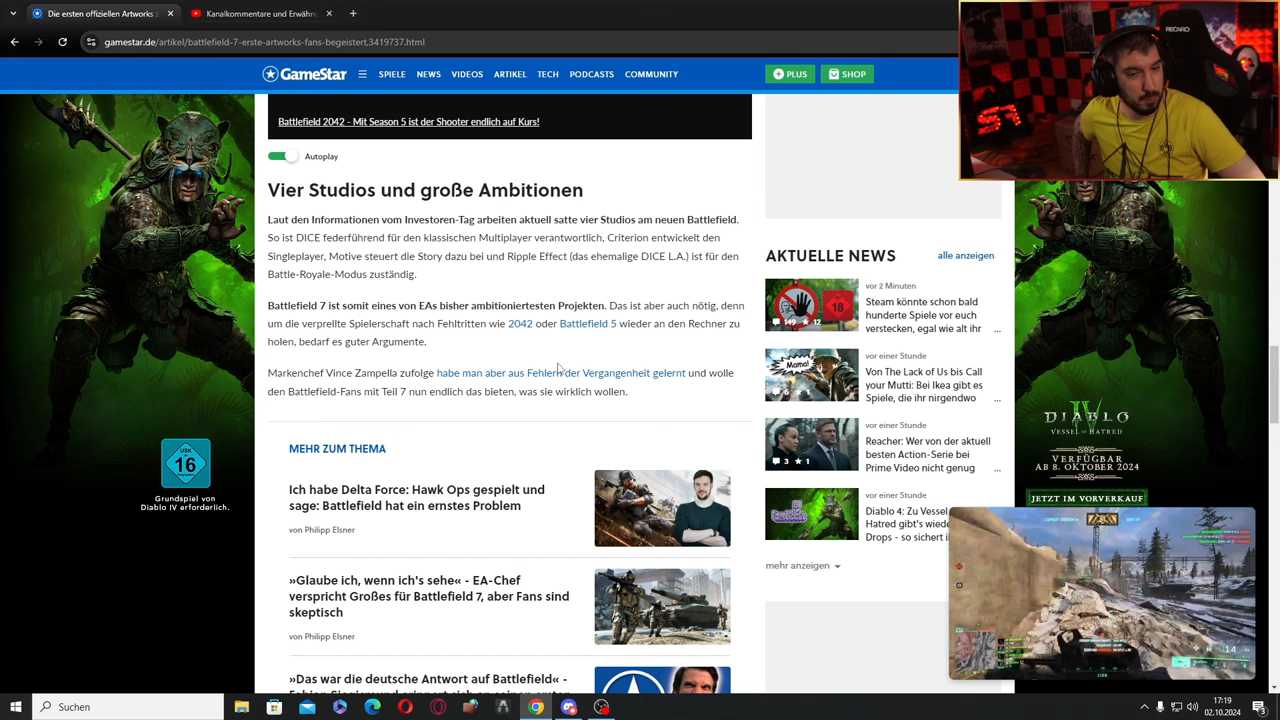 Die ersten offiziellen Artworks z
Kanalkommentare und Erwähnu
gamestar.de/artikel/battlefield-7-erste-artworks-fans-begeistert.3419737.html
GameStar
SPIELE NEWS VIDEOS ARTIKEL TECH PODCASTS COMMUNITY
PLUS
SHOP
RECARO
Battlefield 2042 - Mit Season 5 ist der Shooter endlich auf Kurs!
Autoplay
Vier Studios und große Ambitionen
Laut den Informationen vom Investoren-Tag arbeiten aktuell satte vier Studios am neuen Battlefield.
So ist DICE federführend für den klassischen Multiplayer verantwortlich, Criterion entwickelt den
Singleplayer, Motive steuert die Story dazu bei und Ripple Effect (das ehemalige DICE L.A.) ist für den
Battle-Royale-Modus zuständig.
Battlefield 7 ist somit eines von EAs bisher ambitioniertesten Projekten. Das ist aber auch nötig, denn
um die verprellte Spielerschaft nach Fehltritten wie 2042 oder Battlefield 5 wieder an den Rechner zu
holen, bedarf es guter Argumente.
Markenchef Vince Zampella zufolge habe man aber aus Fehlern der Vergangenheit gelernt und wolle
den Battlefield-Fans mit Teil 7 nun endlich das bieten, was sie wirklich wollen.
MEHR ZUM THEMA
Ich habe Delta Force: Hawk Ops gespielt und
sage: Battlefield hat ein ernstes Problem
von Philipp Elsner
»Glaube ich, wenn ich's sehe« - EA-Chef
verspricht Großes für Battlefield 7, aber Fans sind
skeptisch
von Philipp Elsner
»Das war die deutsche Antwort auf Battlefield« -
AKTUELLE NEWS
alle anzeigen
vor 2 Minuten
Steam könnte schon bald
hunderte Spiele vor euch
verstecken, egal wie alt ihr
...
18
149 12
vor einer Stunde
Von The Lack of Us bis Call
your Mutti: Bei Ikea gibt es
Spiele, die ihr nirgendwo
...
Mama!
6 1
vor einer Stunde
Reacher: Wer von der aktuell
besten Action-Serie bei
Prime Video nicht genug
...
3 1
vor einer Stunde
Diablo 4: Zu Vessel
Hatred gibt's wiede
Drops - so sichert i
mehr anzeigen
USK
16
Grundspiel von
Diablo IV erforderlich.
DIABLO
IV
VESSEL OF HATRED
VERFÜGBAR
AB 8. OKTOBER 2024
JETZT IM VORVERKAUF
14
Suchen
17:19
02.10.2024
3